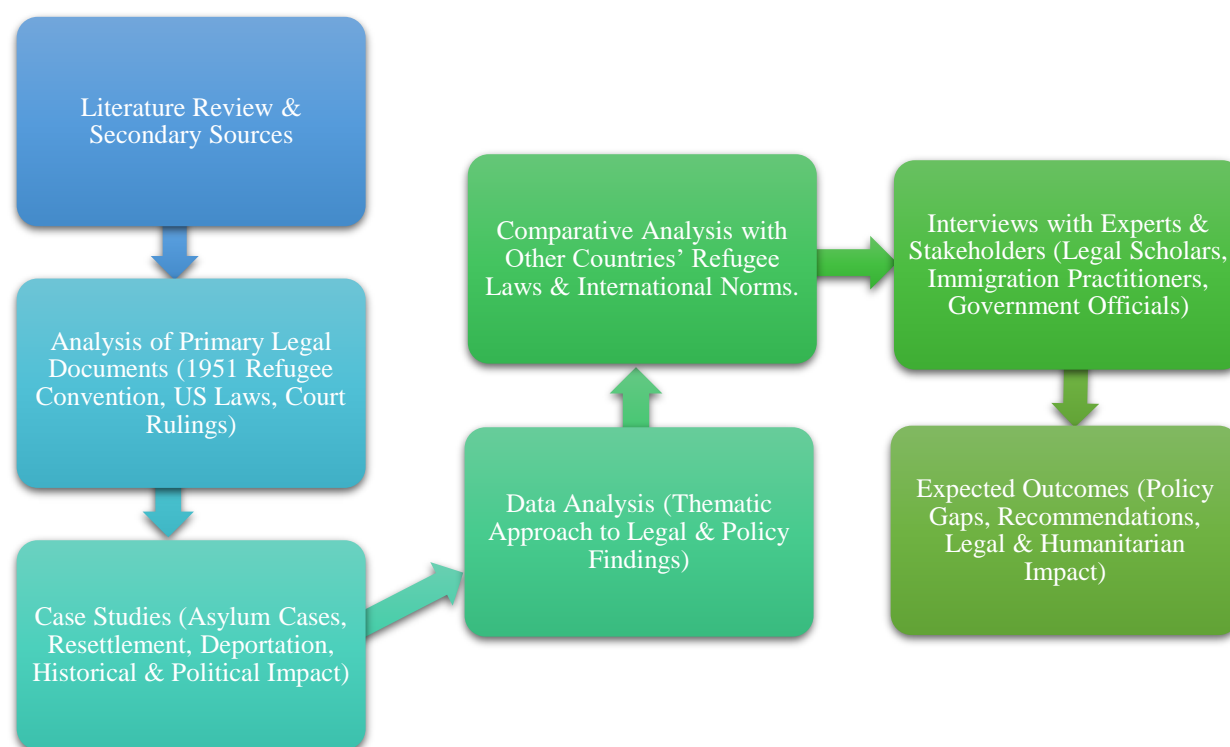 Literature Review &
Secondary Sources
Analysis of Primary Legal
Documents (1951 Refugee
Convention, US Laws, Court
Rulings)
Case Studies (Asylum Cases,
Resettlement, Deportation,
Historical & Political Impact)
Data Analysis (Thematic
Approach to Legal & Policy
Findings)
Comparative Analysis with
Other Countries’ Refugee
Laws & International Norms.
Interviews with Experts &
Stakeholders (Legal Scholars,
Immigration Practitioners,
Government Officials)
Expected Outcomes (Policy
Gaps, Recommendations,
Legal & Humanitarian
Impact)